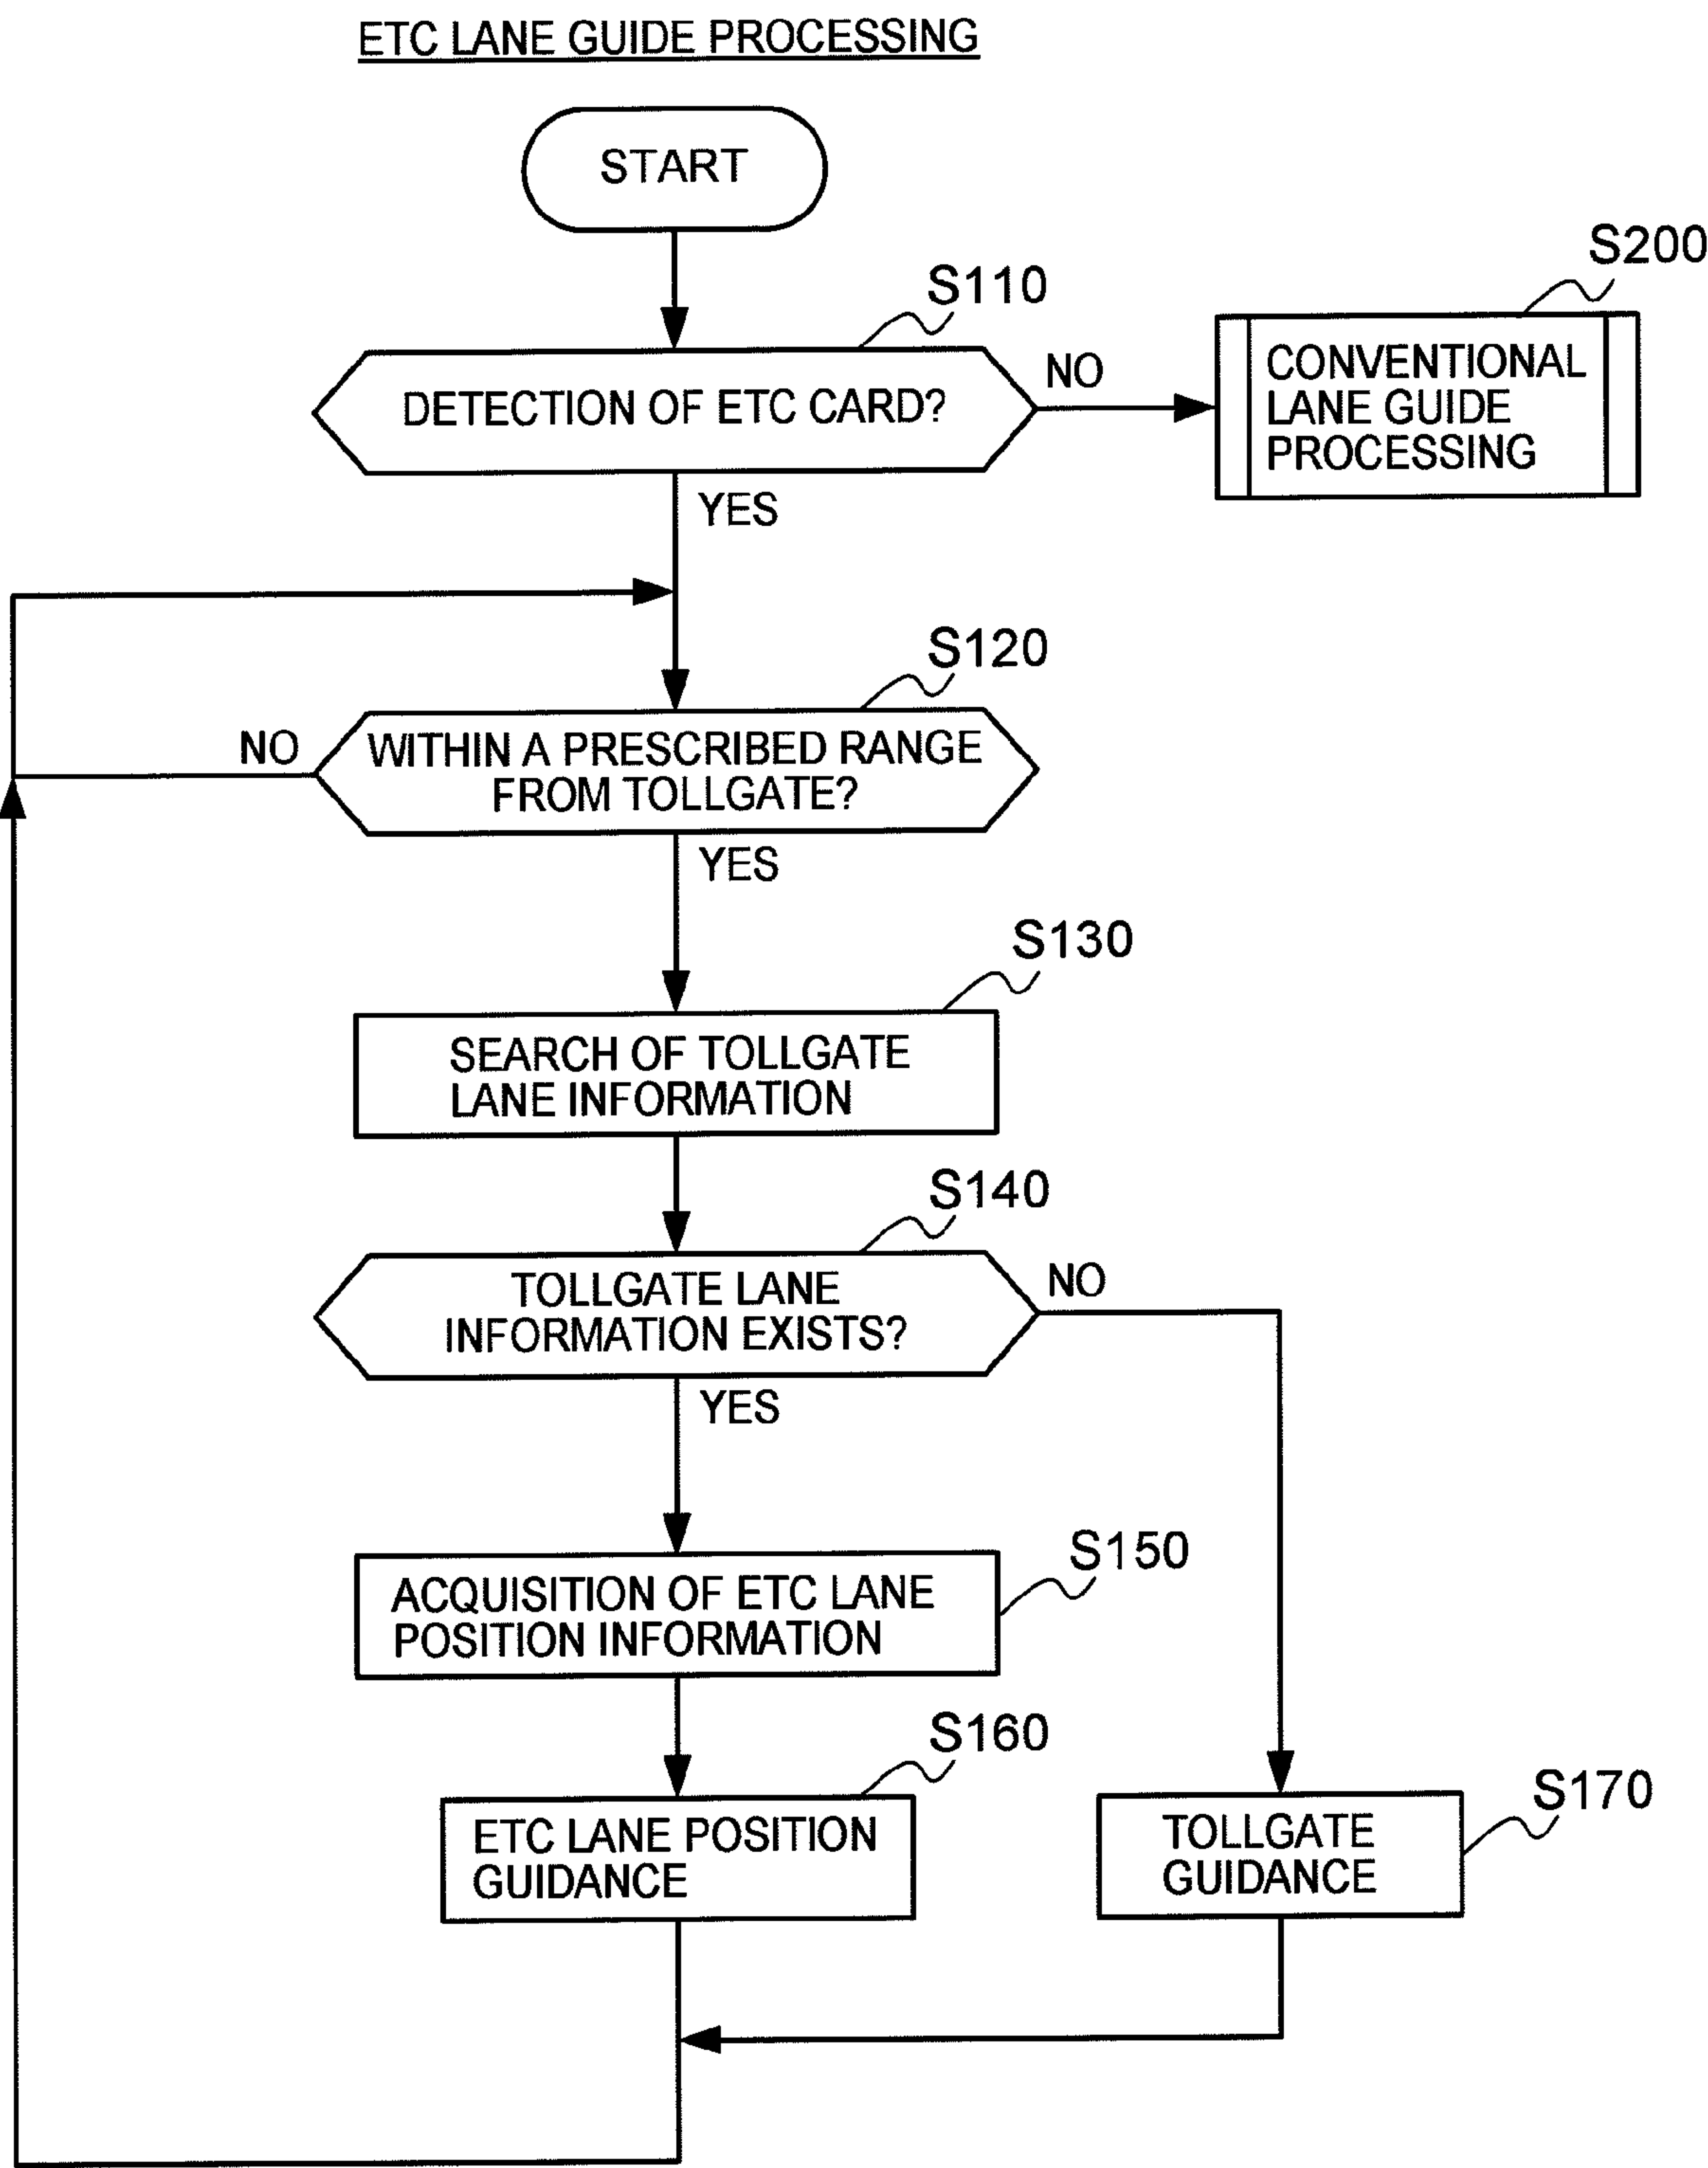 ETC LANE GUIDE PROCESSING
START
S110
S200
DETECTION OF ETC CARD?
NO
CONVENTIONAL
LANE GUIDE
PROCESSING
YES
S120
NO
WITHIN A PRESCRIBED RANGE
FROM TOLLGATE?
YES
S130
SEARCH OF TOLLGATE
LANE INFORMATION
S140
TOLLGATE LANE
INFORMATION EXISTS?
NO
YES
S150
ACQUISITION OF ETC LANE
POSITION INFORMATION
S160
ETC LANE POSITION
GUIDANCE
S170
TOLLGATE
GUIDANCE